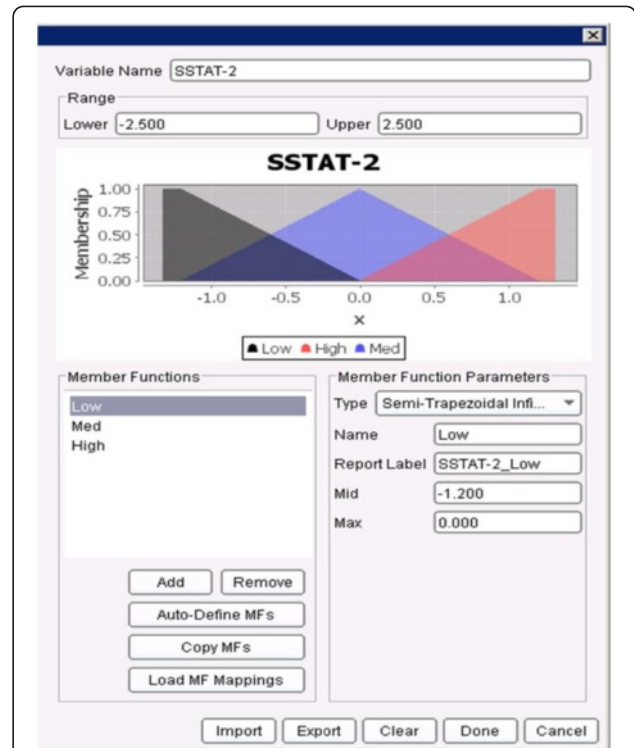 Variable Name SSTAT-2
Range
Lower -2.500 Upper 2.500
SSTAT-2
Membership
1.00
0.75
0.50
0.25
0.00
-1.0 -0.5 0.0 0.5 1.0
X
Low High Med
Member Functions
Low
Med
High
Add Remove
Auto-Define MFs
Copy MFs
Load MF Mappings
Member Function Parameters
Type Semi-Trapezoidal Infi...
Name Low
Report Label SSTAT-2_Low
Mid -1.200
Max 0.000
Import Export Clear Done Cancel